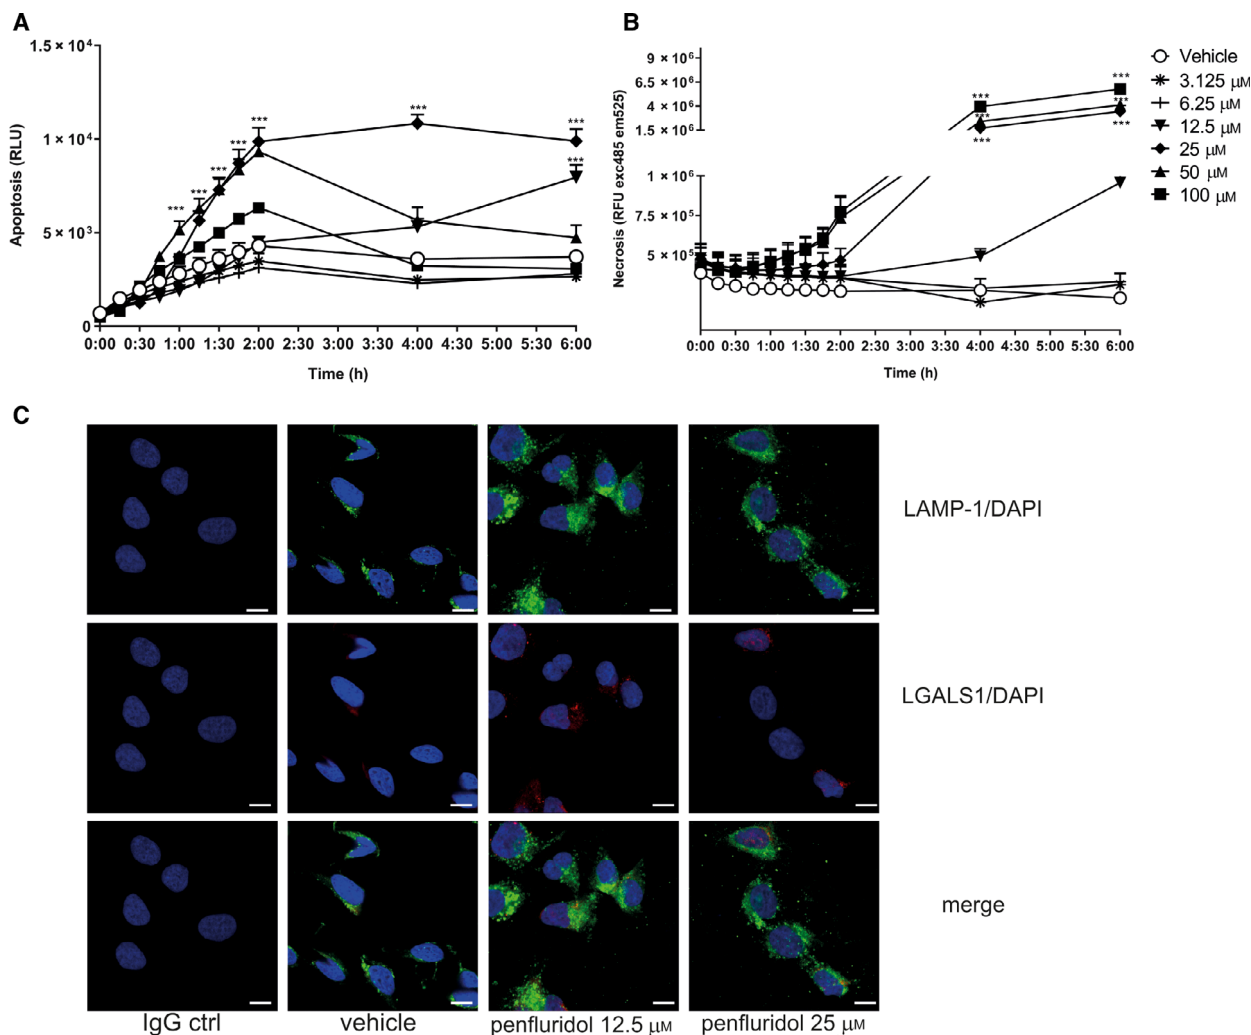 A
Apoptosis (RLU)
1.5 × 10⁴
1 × 10⁴
5 × 10³
0
***
***
***
***
***
***
***
***
0:00 0:30 1:00 1:30 2:00 2:30 3:00 3:30 4:00 4:30 5:00 5:30 6:00
Time (h)
B
Necrosis (RFU exc485 em525)
9 × 10⁶
6.5 × 10⁶
4 × 10⁶
1.5 × 10⁶
1 × 10⁶
7.5 × 10⁵
5 × 10⁵
***
***
***
***
***
***
0:00 0:30 1:00 1:30 2:00 2:30 3:00 3:30 4:00 4:30 5:00 5:30 6:00
Time (h)
Vehicle
3.125 μM
6.25 μM
12.5 μM
25 μM
50 μM
100 μM
C
LAMP-1/DAPI
LGALS1/DAPI
merge
IgG ctrl
vehicle
penfluridol 12.5 μM
penfluridol 25 μM